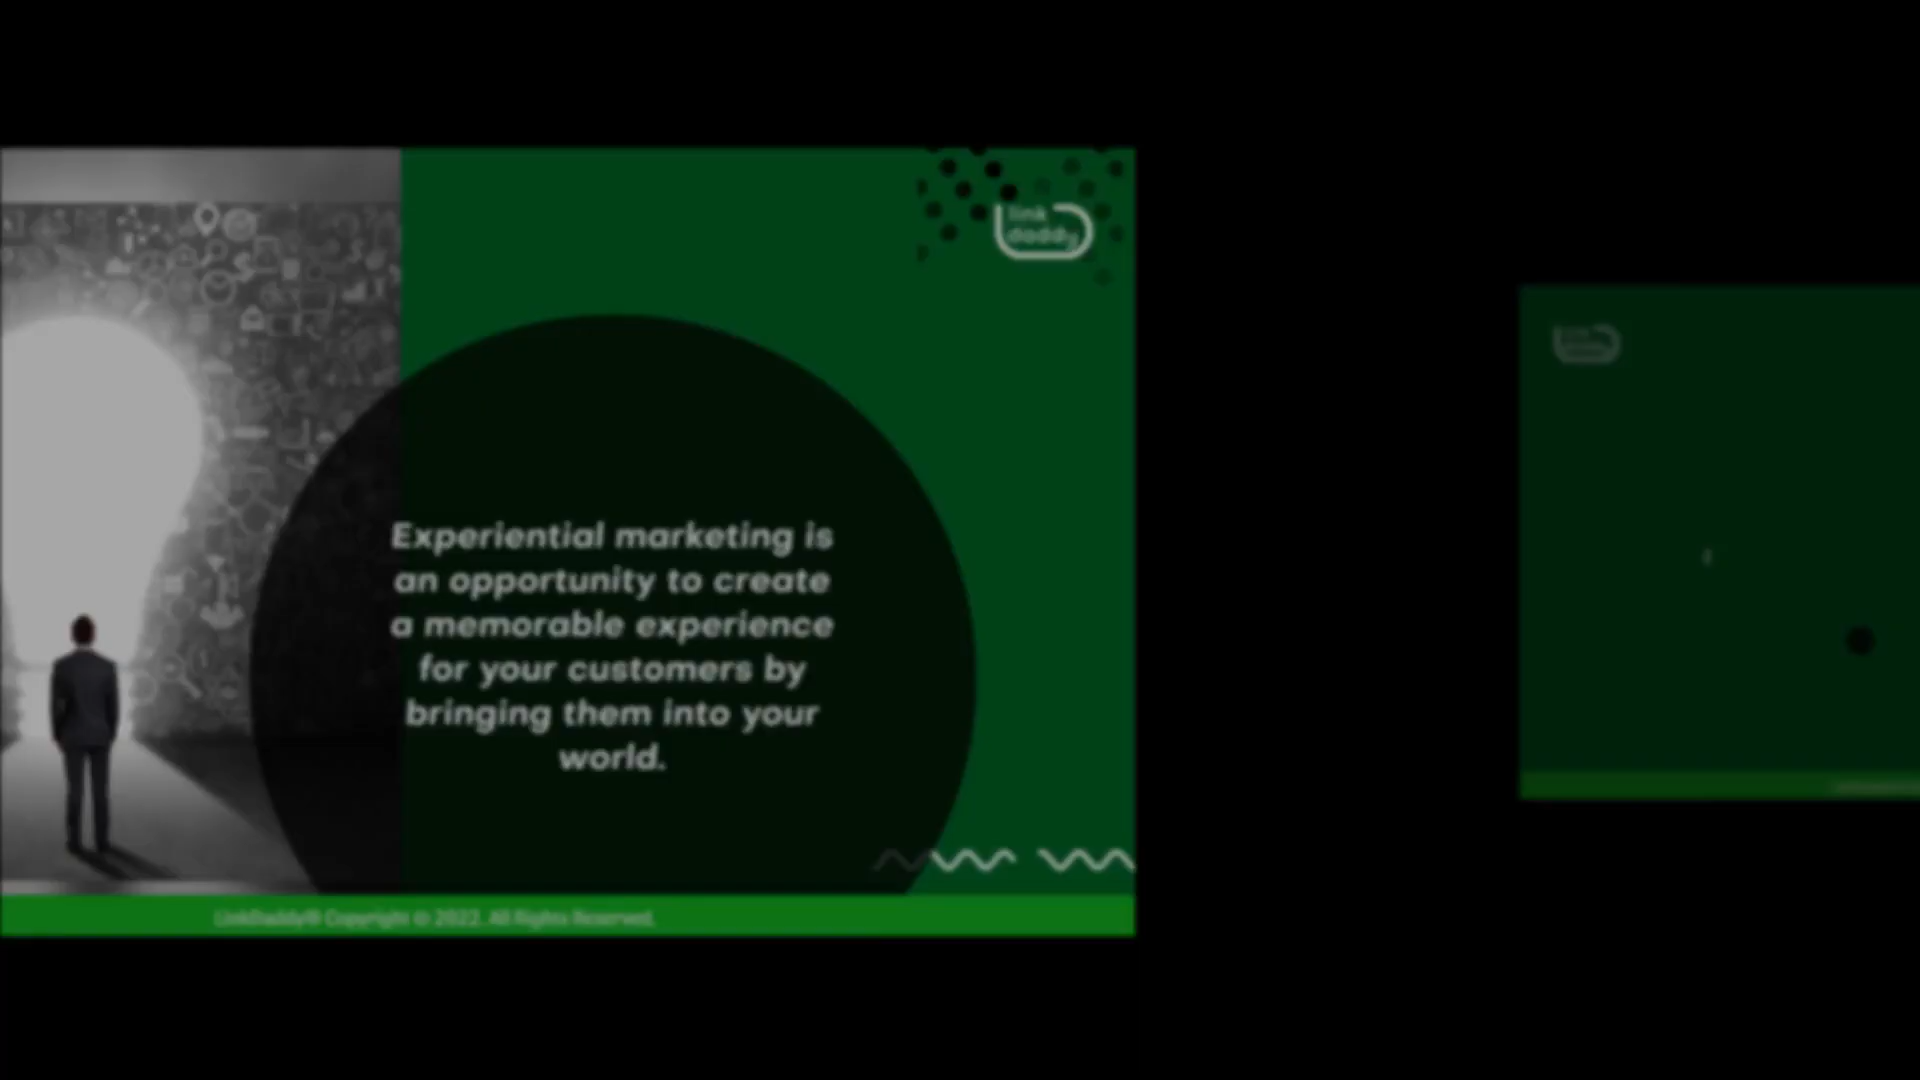 link
daddy
Experiential marketing is
an opportunity to create
a memorable experience
for your customers by
bringing them into your
world.
LinkDaddy® Copyright © 2022. All Rights Reserved.